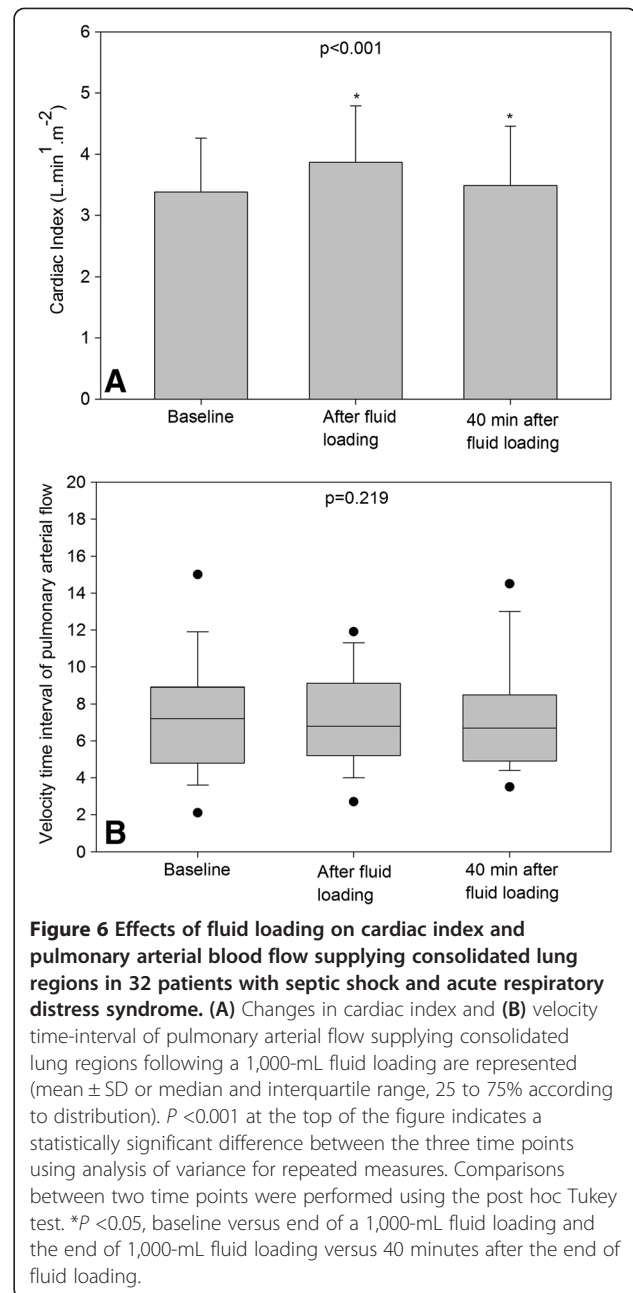 6
p<0.001
5
*
*
4
3
2
1
0
Cardiac Index (L.min¹.m⁻²)
A
Baseline
After fluid
loading
40 min after
fluid loading
20
p=0.219
18
16
14
12
10
8
6
4
2
0
Velocity time interval of pulmonary arterial flow
B
Baseline
After fluid
loading
40 min after
fluid loading
Figure 6 Effects of fluid loading on cardiac index and
pulmonary arterial blood flow supplying consolidated lung
regions in 32 patients with septic shock and acute respiratory
distress syndrome. (A) Changes in cardiac index and (B) velocity
time-interval of pulmonary arterial flow supplying consolidated
lung regions following a 1,000-mL fluid loading are represented
(mean ± SD or median and interquartile range, 25 to 75% according
to distribution). P <0.001 at the top of the figure indicates a
statistically significant difference between the three time points
using analysis of variance for repeated measures. Comparisons
between two time points were performed using the post hoc Tukey
test. *P <0.05, baseline versus end of a 1,000-mL fluid loading and
the end of 1,000-mL fluid loading versus 40 minutes after the end of
fluid loading.